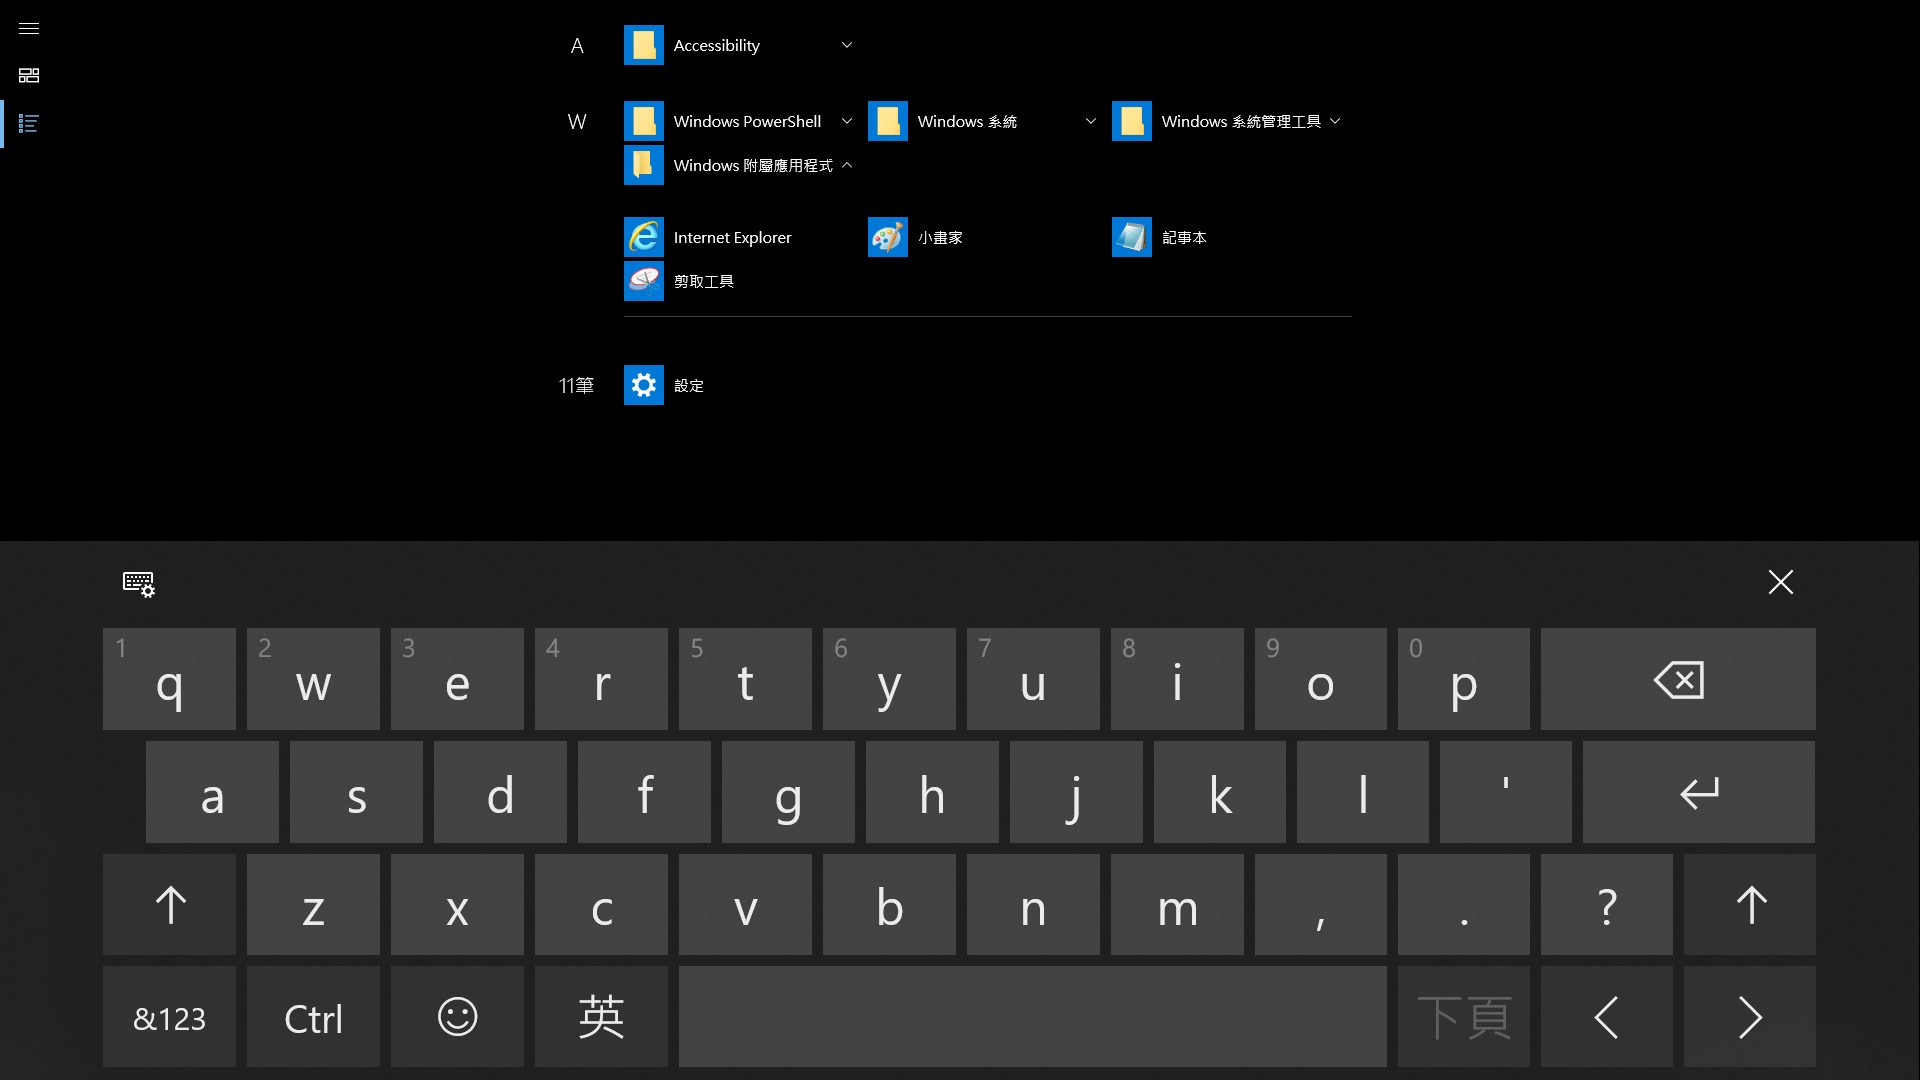 A
Accessibility
W
Windows PowerShell
Windows 系統
Windows 系統管理工具
Windows 附屬應用程式
Internet Explorer
小畫家
記事本
剪取工具
11筆
設定
1 2 3 4 5 6 7 8 9 0
q w e r t y u i o p
a s d f g h j k l '
z x c v b n m , . ?
&123 Ctrl 英 下頁